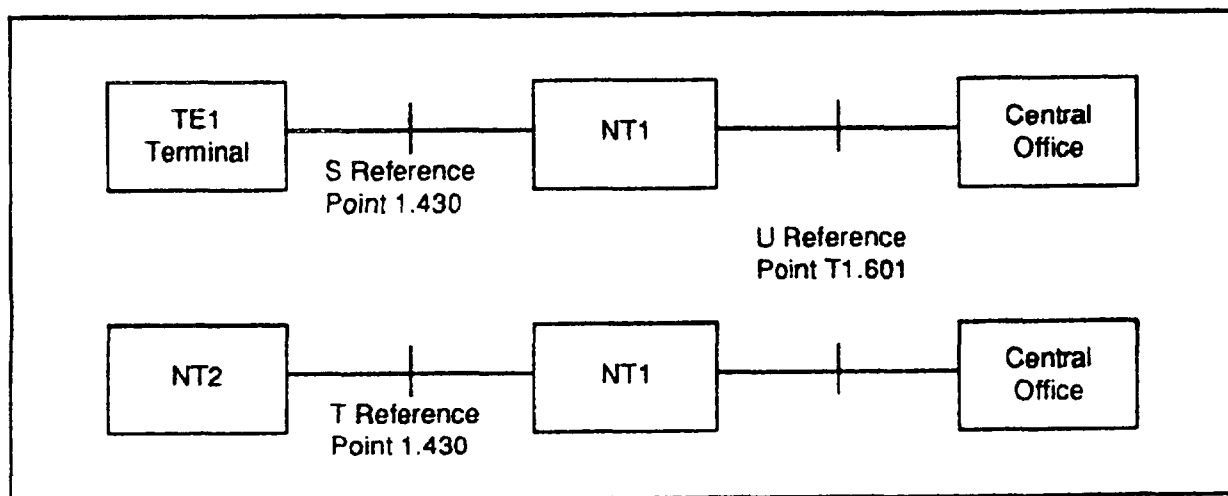 TE1
Terminal
NT1
Central
Office
S Reference
Point 1.430
U Reference
Point T1.601
NT2
NT1
Central
Office
T Reference
Point 1.430